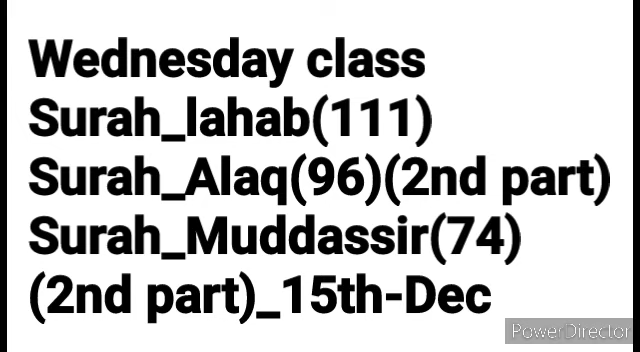 Wednesday class
Surah_lahab(111)
Surah_Alaq(96)(2nd part)
Surah_Muddassir(74)
(2nd part)_15th-Dec
PowerDirector